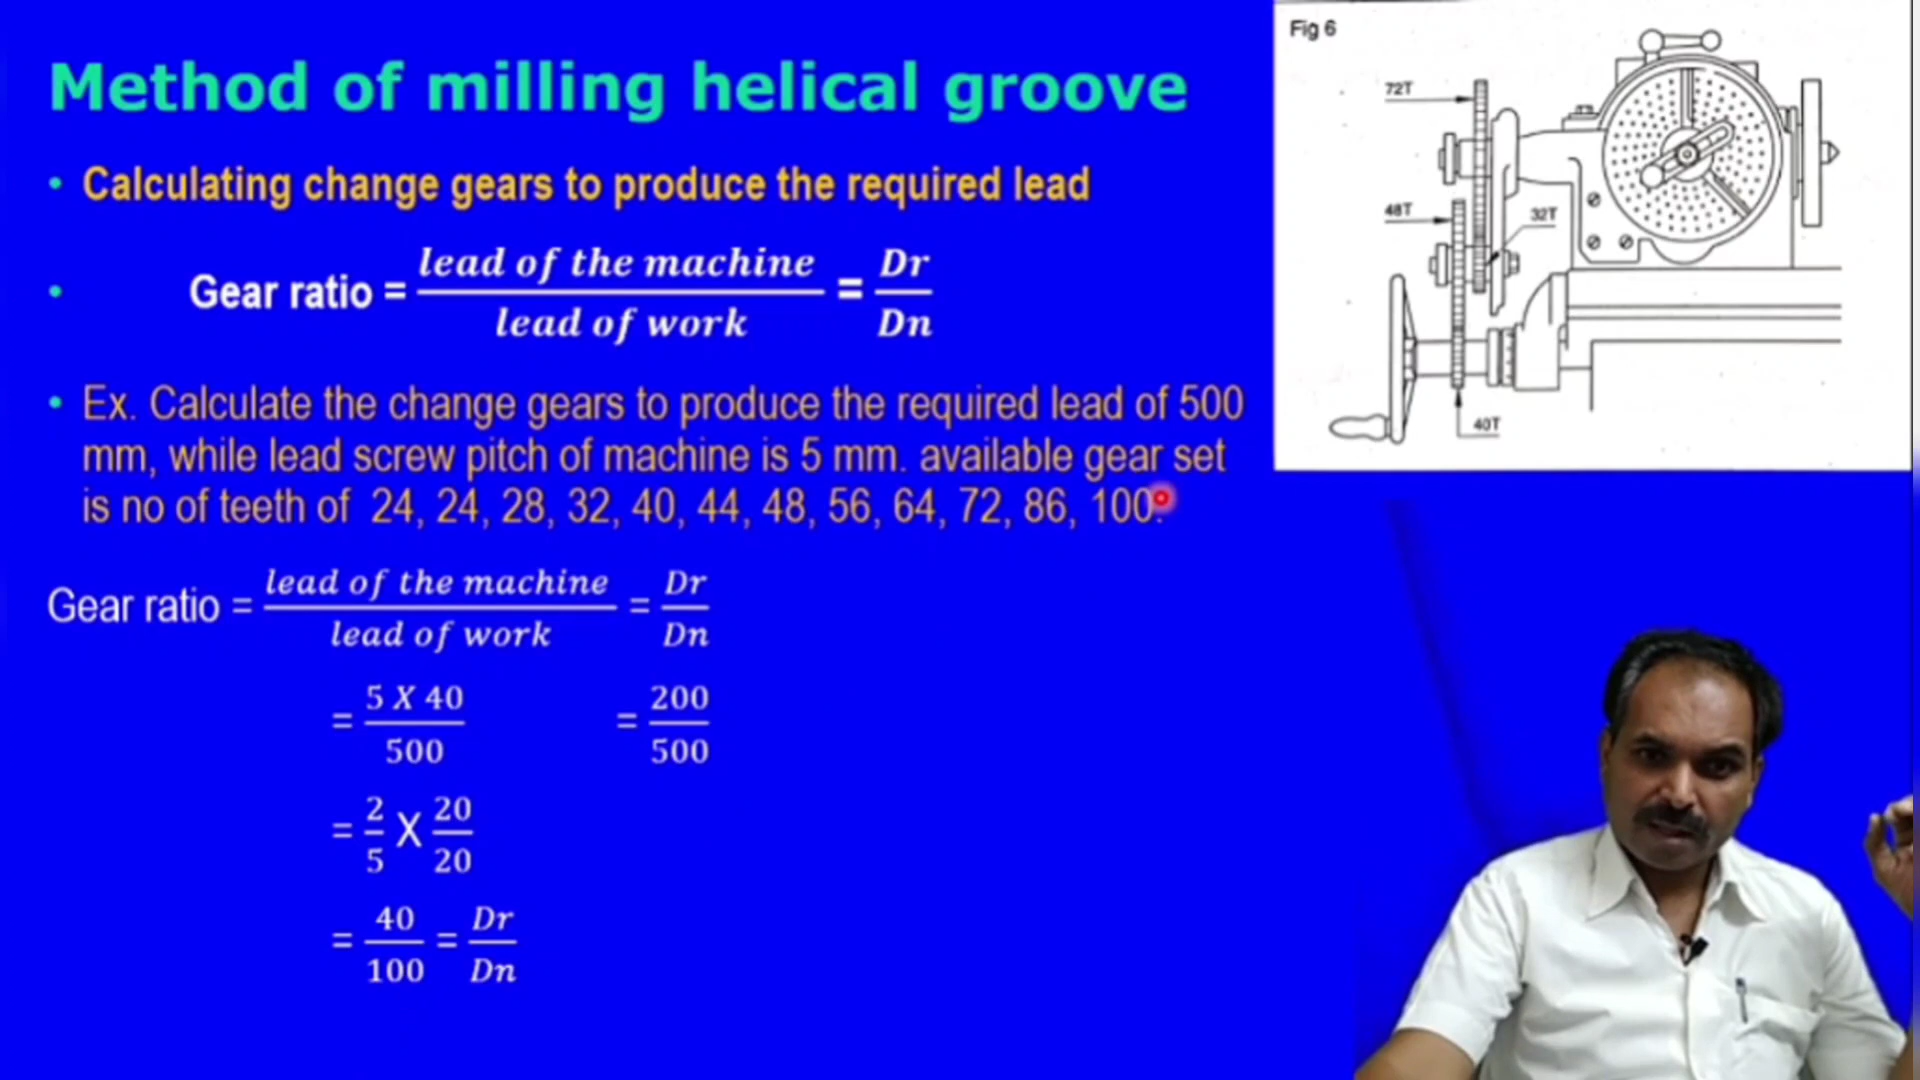 Method of milling helical groove
• Calculating change gears to produce the required lead
• Gear ratio = lead of the machine / lead of work = Dr / Dn
• Ex. Calculate the change gears to produce the required lead of 500
mm, while lead screw pitch of machine is 5 mm. available gear set
is no of teeth of 24, 24, 28, 32, 40, 44, 48, 56, 64, 72, 86, 100.
Gear ratio = lead of the machine / lead of work = Dr / Dn
= 5 X 40 / 500 = 200 / 500
= 2 / 5 X 20 / 20
= 40 / 100 = Dr / Dn
Fig 6
72T
48T
32T
40T